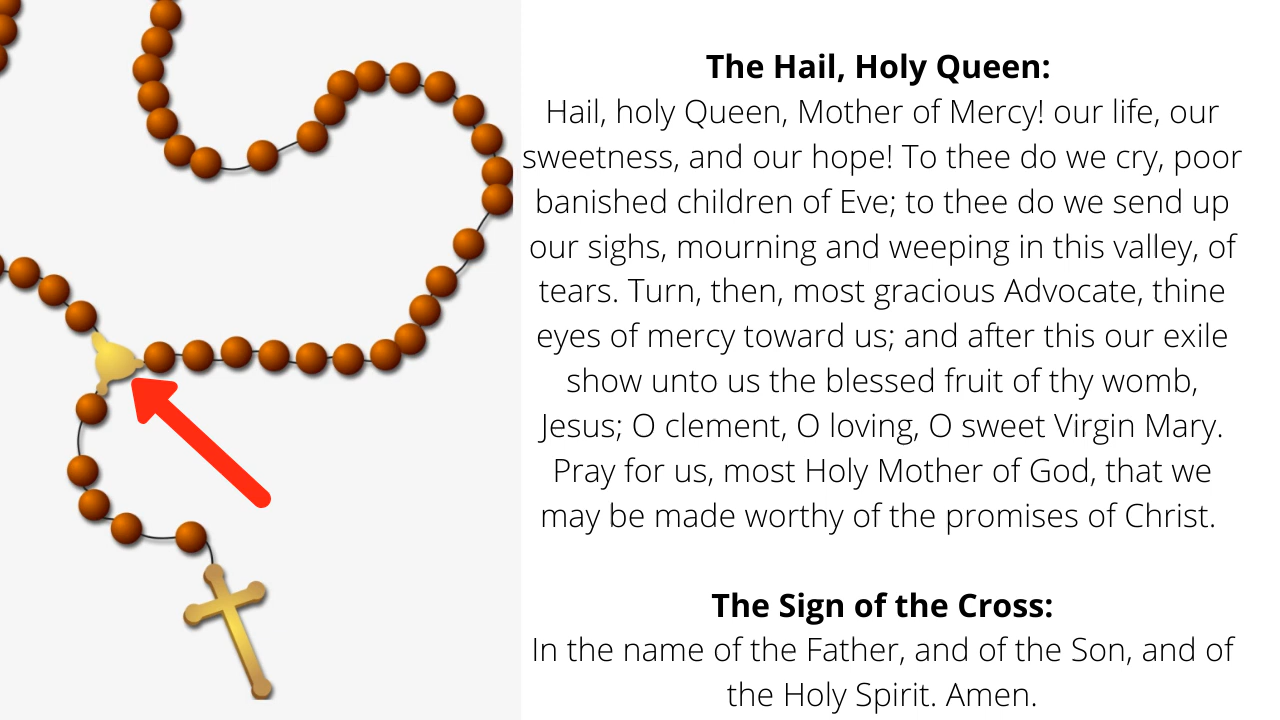 The Hail, Holy Queen:
Hail, holy Queen, Mother of Mercy! our life, our
sweetness, and our hope! To thee do we cry, poor
banished children of Eve; to thee do we send up
our sighs, mourning and weeping in this valley, of
tears. Turn, then, most gracious Advocate, thine
eyes of mercy toward us; and after this our exile
show unto us the blessed fruit of thy womb,
Jesus; O clement, O loving, O sweet Virgin Mary.
Pray for us, most Holy Mother of God, that we
may be made worthy of the promises of Christ.
The Sign of the Cross:
In the name of the Father, and of the Son, and of
the Holy Spirit. Amen.